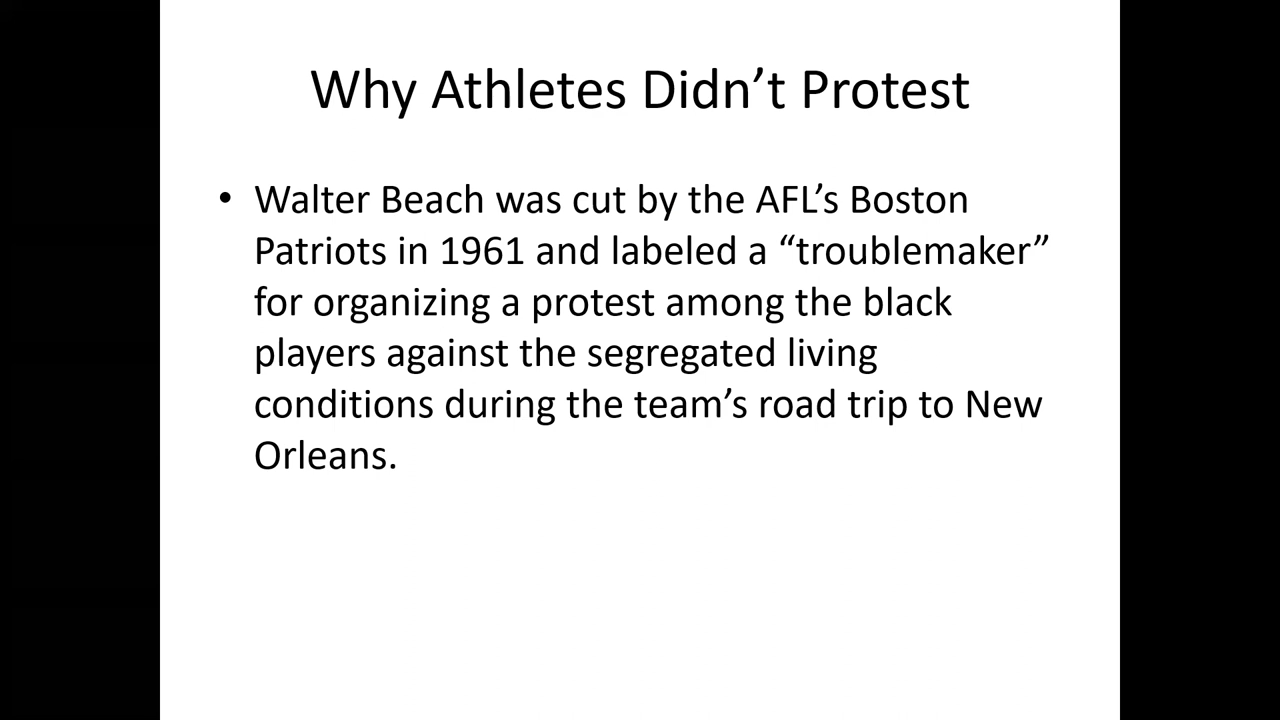 Why Athletes Didn’t Protest
• Walter Beach was cut by the AFL’s Boston
Patriots in 1961 and labeled a “troublemaker”
for organizing a protest among the black
players against the segregated living
conditions during the team’s road trip to New
Orleans.